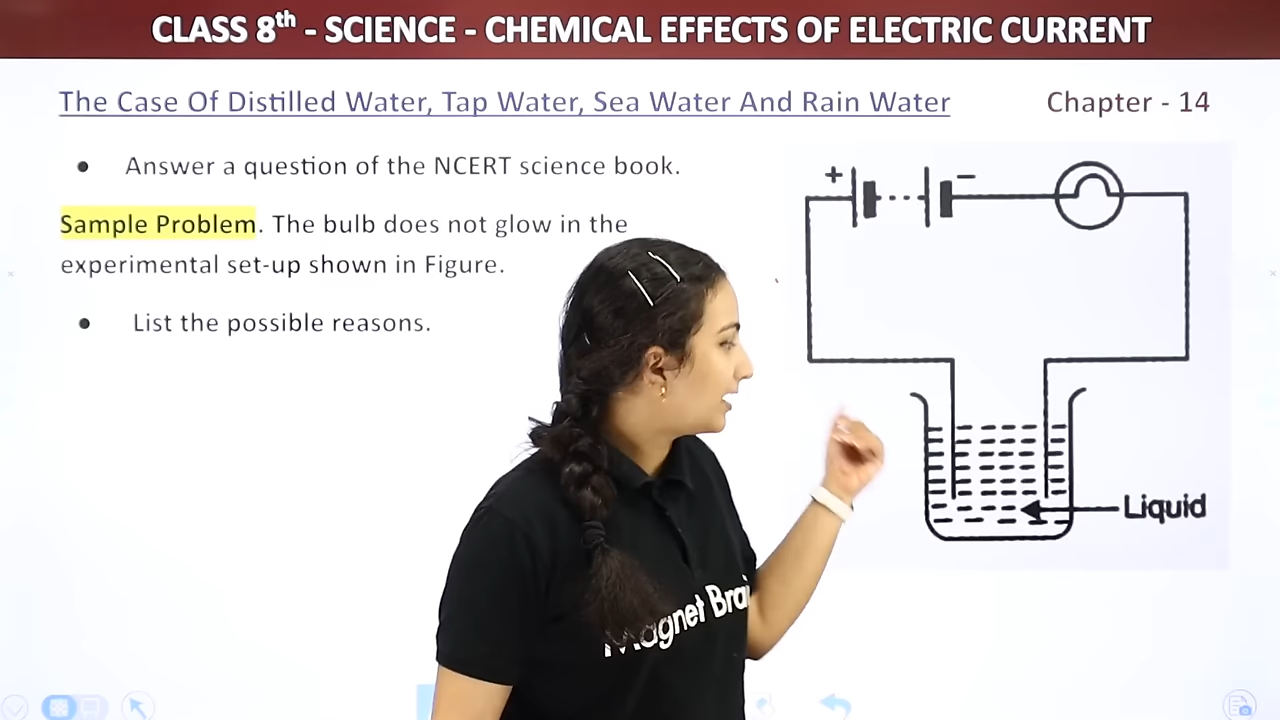 CLASS 8th - SCIENCE - CHEMICAL EFFECTS OF ELECTRIC CURRENT
The Case Of Distilled Water, Tap Water, Sea Water And Rain Water
Chapter - 14
• Answer a question of the NCERT science book.
Sample Problem. The bulb does not glow in the
experimental set-up shown in Figure.
• List the possible reasons.
+
−
Liquid
Magnet Brai